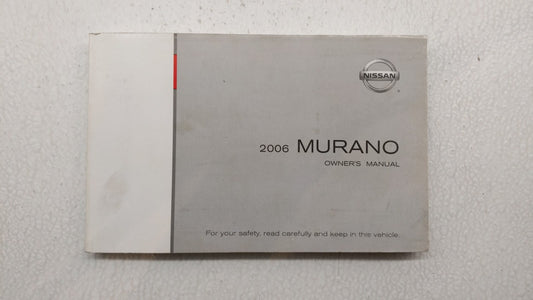 NISSAN
2006 MURANO
OWNER'S MANUAL
For your safety, read carefully and keep in this vehicle.